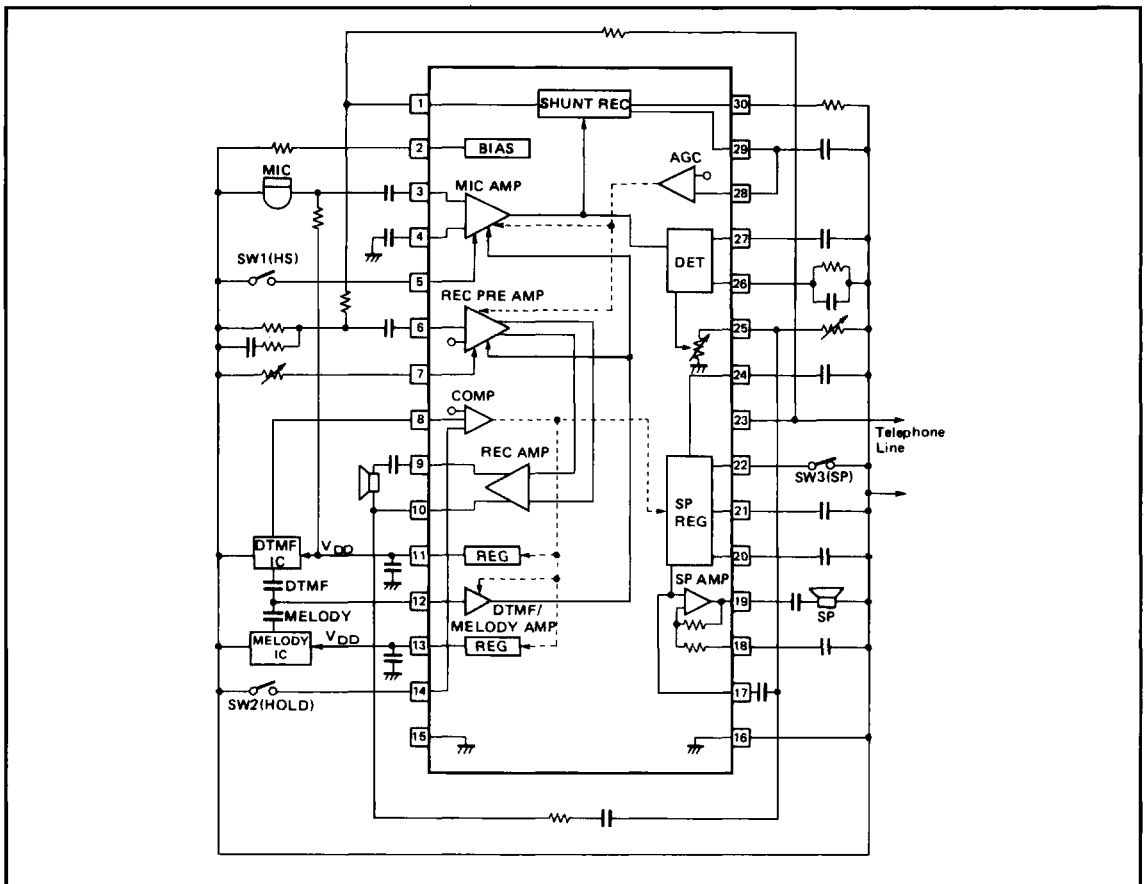 1
SHUNT REC
30
2
BIAS
29
AGC
MIC
MIC AMP
3
28
4
27
DET
SW1(HS)
5
26
REC PRE AMP
6
25
7
24
COMP
8
23
Telephone
Line
REC AMP
9
22
SW3(SP)
SP
REG
10
21
DTMF
IC
VDD
11
REG
20
DTMF
SP AMP
12
19
SP
DTMF/
MELODY AMP
MELODY
MELODY
IC
VDD
13
REG
18
14
17
SW2(HOLD)
15
16